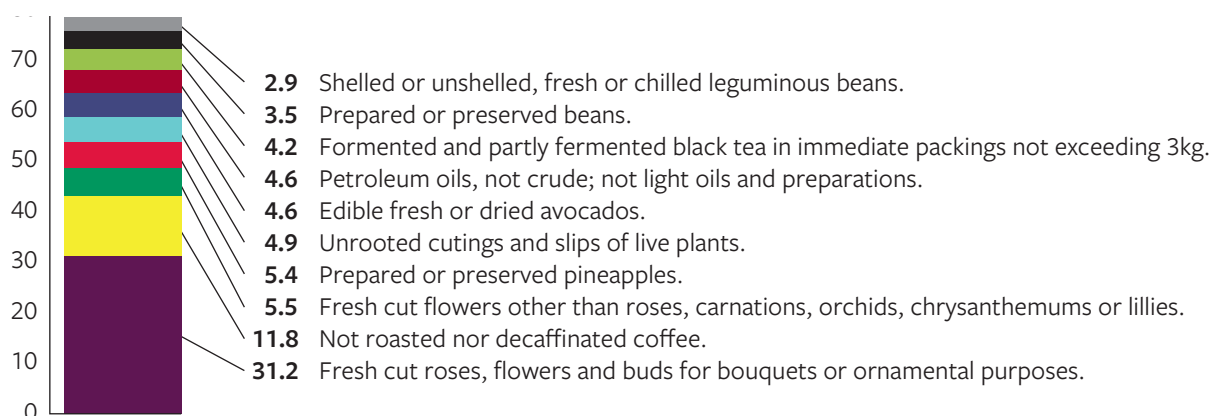 70
60
50
40
30
20
10
0
2.9 Shelled or unshelled, fresh or chilled leguminous beans.
3.5 Prepared or preserved beans.
4.2 Formented and partly fermented black tea in immediate packings not exceeding 3kg.
4.6 Petroleum oils, not crude; not light oils and preparations.
4.6 Edible fresh or dried avocados.
4.9 Unrooted cutings and slips of live plants.
5.4 Prepared or preserved pineapples.
5.5 Fresh cut flowers other than roses, carnations, orchids, chrysanthemums or lillies.
11.8 Not roasted nor decaffinated coffee.
31.2 Fresh cut roses, flowers and buds for bouquets or ornamental purposes.